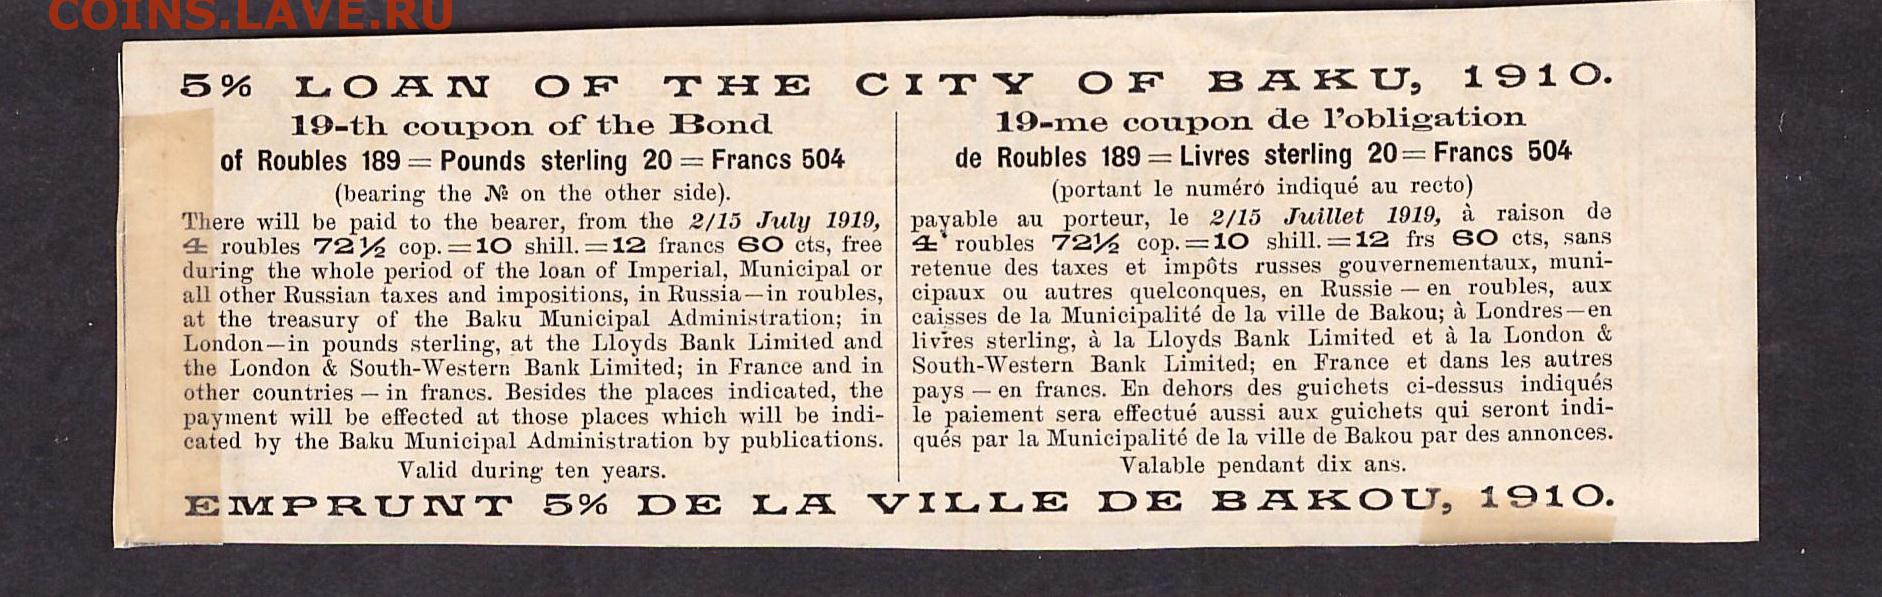 COINS.LAVE.RU
5% LOAN OF THE CITY OF BAKU, 1910.
19-th coupon of the Bond
of Roubles 189 = Pounds sterling 20 = Francs 504
(bearing the № on the other side).
There will be paid to the bearer, from the 2/15 July 1919,
4 roubles 72½ cop.=10 shill.=12 francs 60 cts, free
during the whole period of the loan of Imperial, Municipal or
all other Russian taxes and impositions, in Russia—in roubles,
at the treasury of the Baku Municipal Administration; in
London—in pounds sterling, at the Lloyds Bank Limited and
the London & South-Western Bank Limited; in France and in
other countries — in francs. Besides the places indicated, the
payment will be effected at those places which will be indi-
cated by the Baku Municipal Administration by publications.
Valid during ten years.
19-me coupon de l'obligation
de Roubles 189 = Livres sterling 20 = Francs 504
(portant le numéro indiqué au recto)
payable au porteur, le 2/15 Juillet 1919, à raison de
4 roubles 72½ cop.=10 shill.=12 frs 60 cts, sans
retenue des taxes et impôts russes gouvernementaux, muni-
cipaux ou autres quelconques, en Russie — en roubles, aux
caisses de la Municipalité de la ville de Bakou; à Londres—en
livres sterling, à la Lloyds Bank Limited et à la London &
South-Western Bank Limited; en France et dans les autres
pays — en francs. En dehors des guichets ci-dessus indiqués
le paiement sera effectué aussi aux guichets qui seront indi-
qués par la Municipalité de la ville de Bakou par des annonces.
Valable pendant dix ans.
EMPRUNT 5% DE LA VILLE DE BAKOU, 1910.